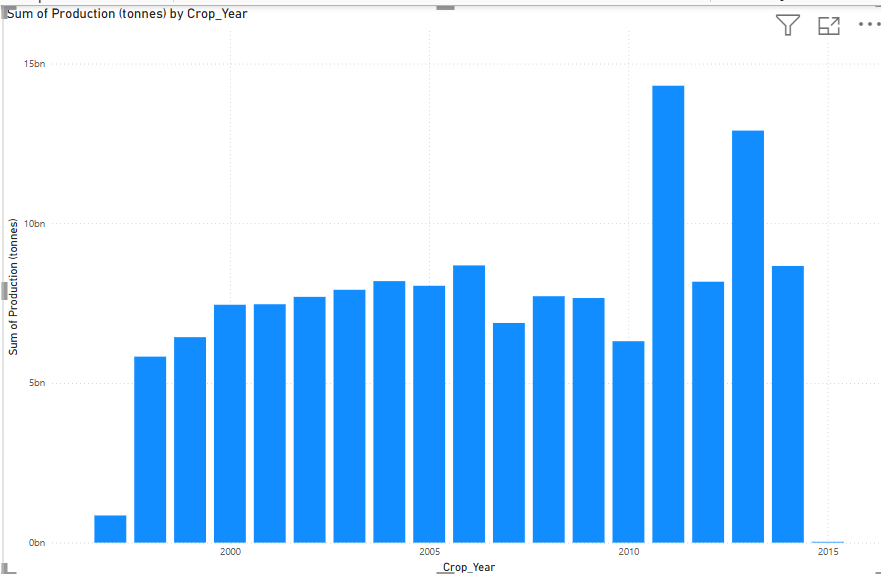 Sum of Production (tonnes) by Crop_Year
15bn
10bn
5bn
0bn
Sum of Production (tonnes)
2000
2005
2010
2015
Crop_Year